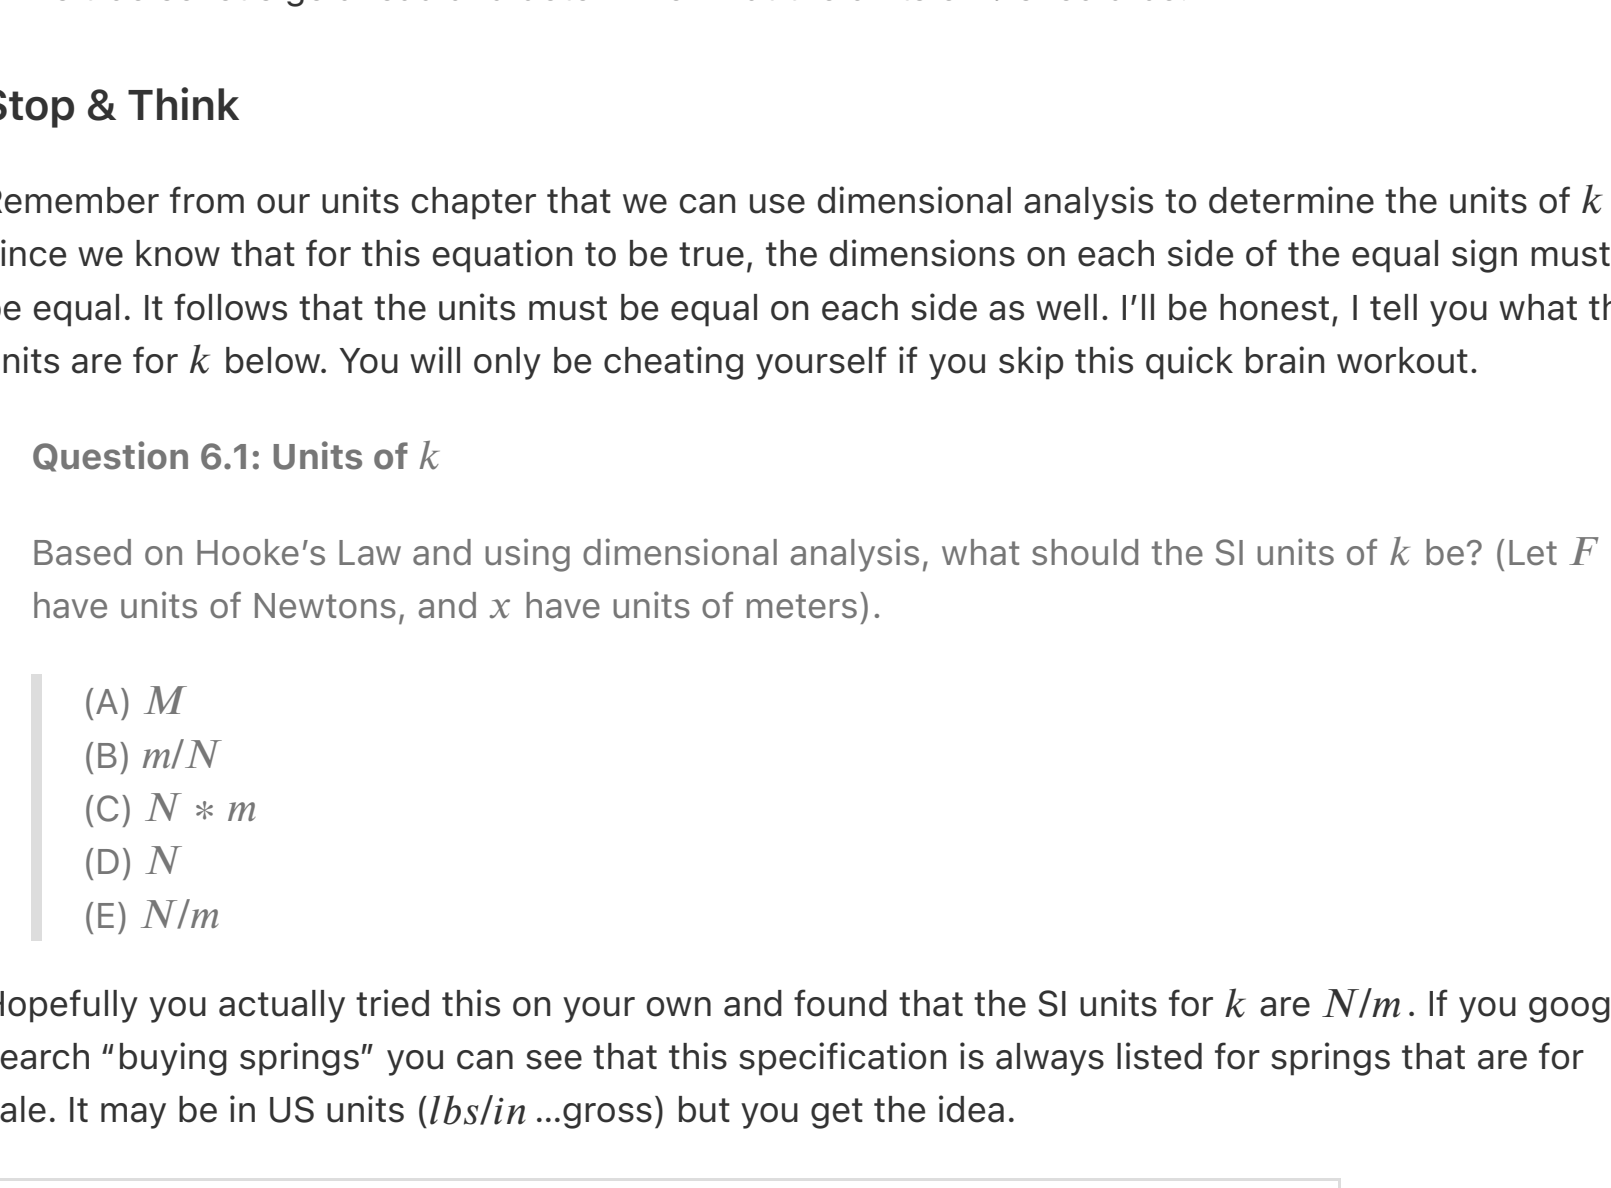 Stop & Think
Remember from our units chapter that we can use dimensional analysis to determine the units of k
since we know that for this equation to be true, the dimensions on each side of the equal sign must
be equal. It follows that the units must be equal on each side as well. I’ll be honest, I tell you what th
units are for k below. You will only be cheating yourself if you skip this quick brain workout.
Question 6.1: Units of k
Based on Hooke’s Law and using dimensional analysis, what should the SI units of k be? (Let F
have units of Newtons, and x have units of meters).
(A) M
(B) m/N
(C) N * m
(D) N
(E) N/m
Hopefully you actually tried this on your own and found that the SI units for k are N/m. If you goog
search “buying springs” you can see that this specification is always listed for springs that are for
sale. It may be in US units (lbs/in ...gross) but you get the idea.